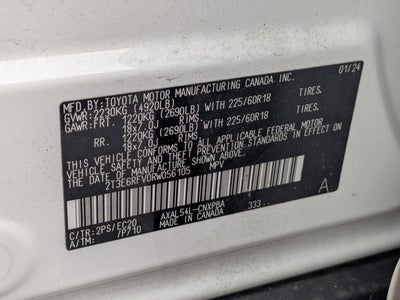 MFD. BY: TOYOTA MOTOR MANUFACTURING CANADA INC. 01/24
GVWR: 2230KG (4920LB)
GAWR: FRT. 1220KG (2690LB) WITH 225/60R18 TIRES,
18x7.0J RIMS,
RR. 1220KG (2690LB) WITH 225/60R18 TIRES,
18x7.0J RIMS,
THIS VEHICLE CONFORMS TO ALL APPLICABLE FEDERAL MOTOR
VEHICLE SAFETY, BUMPER, AND THEFT PREVENTION STANDARDS IN EFFECT
ON THE DATE OF MANUFACTURE SHOWN ABOVE.
2T3E6RFV0RW056105 MPV
A
C/TR: 2PS/EC20 AXAL54L-CNXPBA 333
A/TM: 7P710 MADE IN CANADA